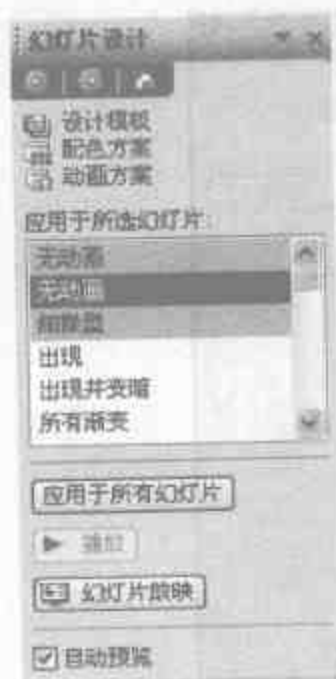 幻灯片设计
设计模板
配色方案
动画方案
应用于所选幻灯片:
无动画
无动画
细微型
出现
出现并变暗
所有渐变
应用于所有幻灯片
播放
幻灯片放映
自动预览